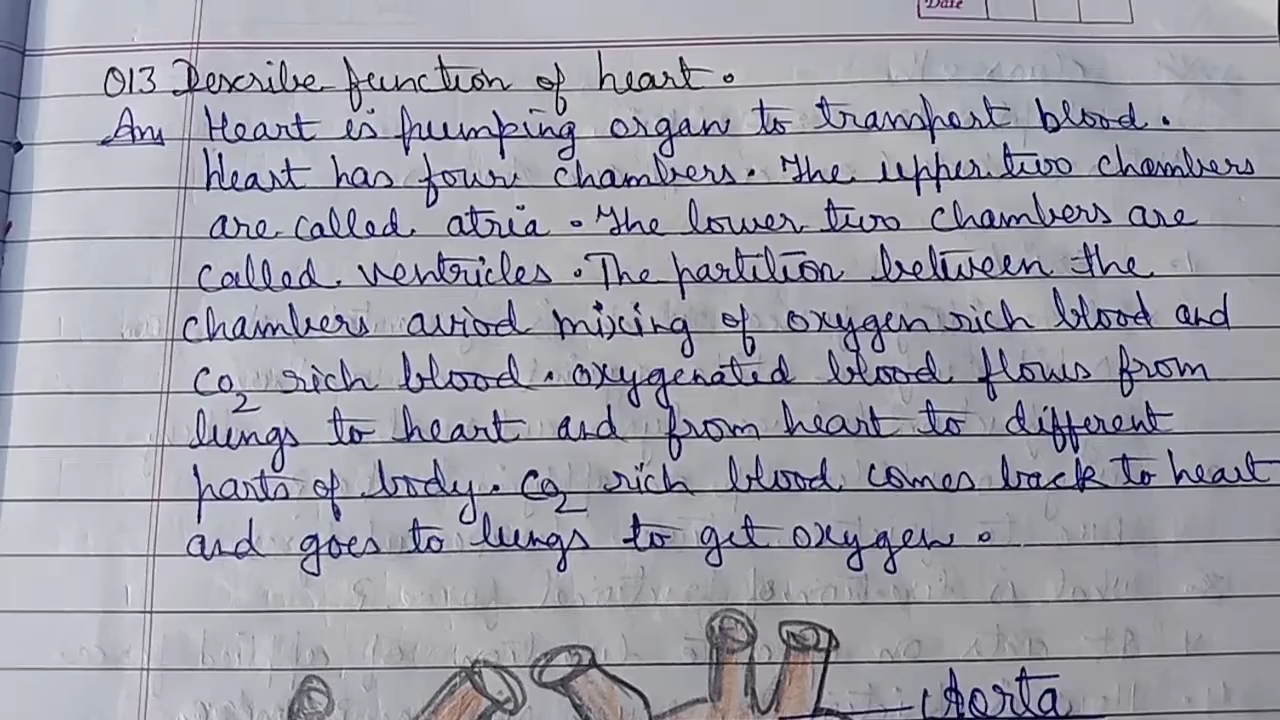 Date
Q13 Describe function of heart.
Ans Heart is pumping organ to transport blood.
Heart has four chambers. The upper two chambers
are called atria. The lower two chambers are
called ventricles. The partition between the
chambers aviod mixing of oxygen rich blood and
CO2 rich blood. oxygenated blood flows from
lungs to heart and from heart to different
parts of body. CO2 rich blood comes back to heart
and goes to lungs to get oxygen.
Aorta